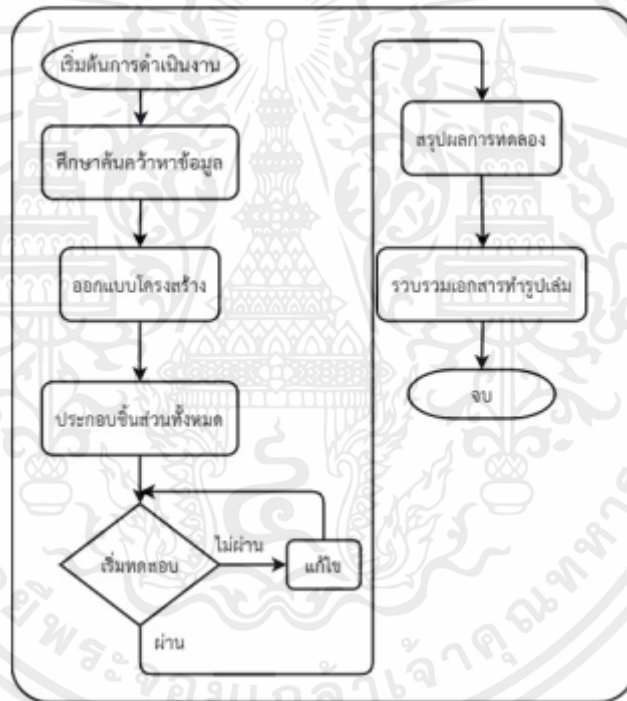 เริ่มต้นการดำเนินงาน
ศึกษาค้นคว้าหาข้อมูล
ออกแบบโครงสร้าง
ประกอบชิ้นส่วนทั้งหมด
เริ่มทดสอบ
ไม่ผ่าน
แก้ไข
ผ่าน
สรุปผลการทดลอง
รวบรวมเอกสารทำรูปเล่ม
จบ